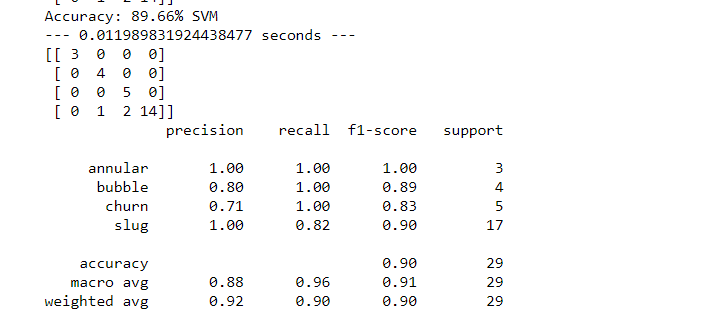 Accuracy: 89.66% SVM
--- 0.011989831924438477 seconds ---
[[ 3  0  0  0]
 [ 0  4  0  0]
 [ 0  0  5  0]
 [ 0  1  2 14]]
              precision    recall  f1-score   support

     annular       1.00      1.00      1.00         3
      bubble       0.80      1.00      0.89         4
       churn       0.71      1.00      0.83         5
        slug       1.00      0.82      0.90        17

    accuracy                           0.90        29
   macro avg       0.88      0.96      0.91        29
weighted avg       0.92      0.90      0.90        29